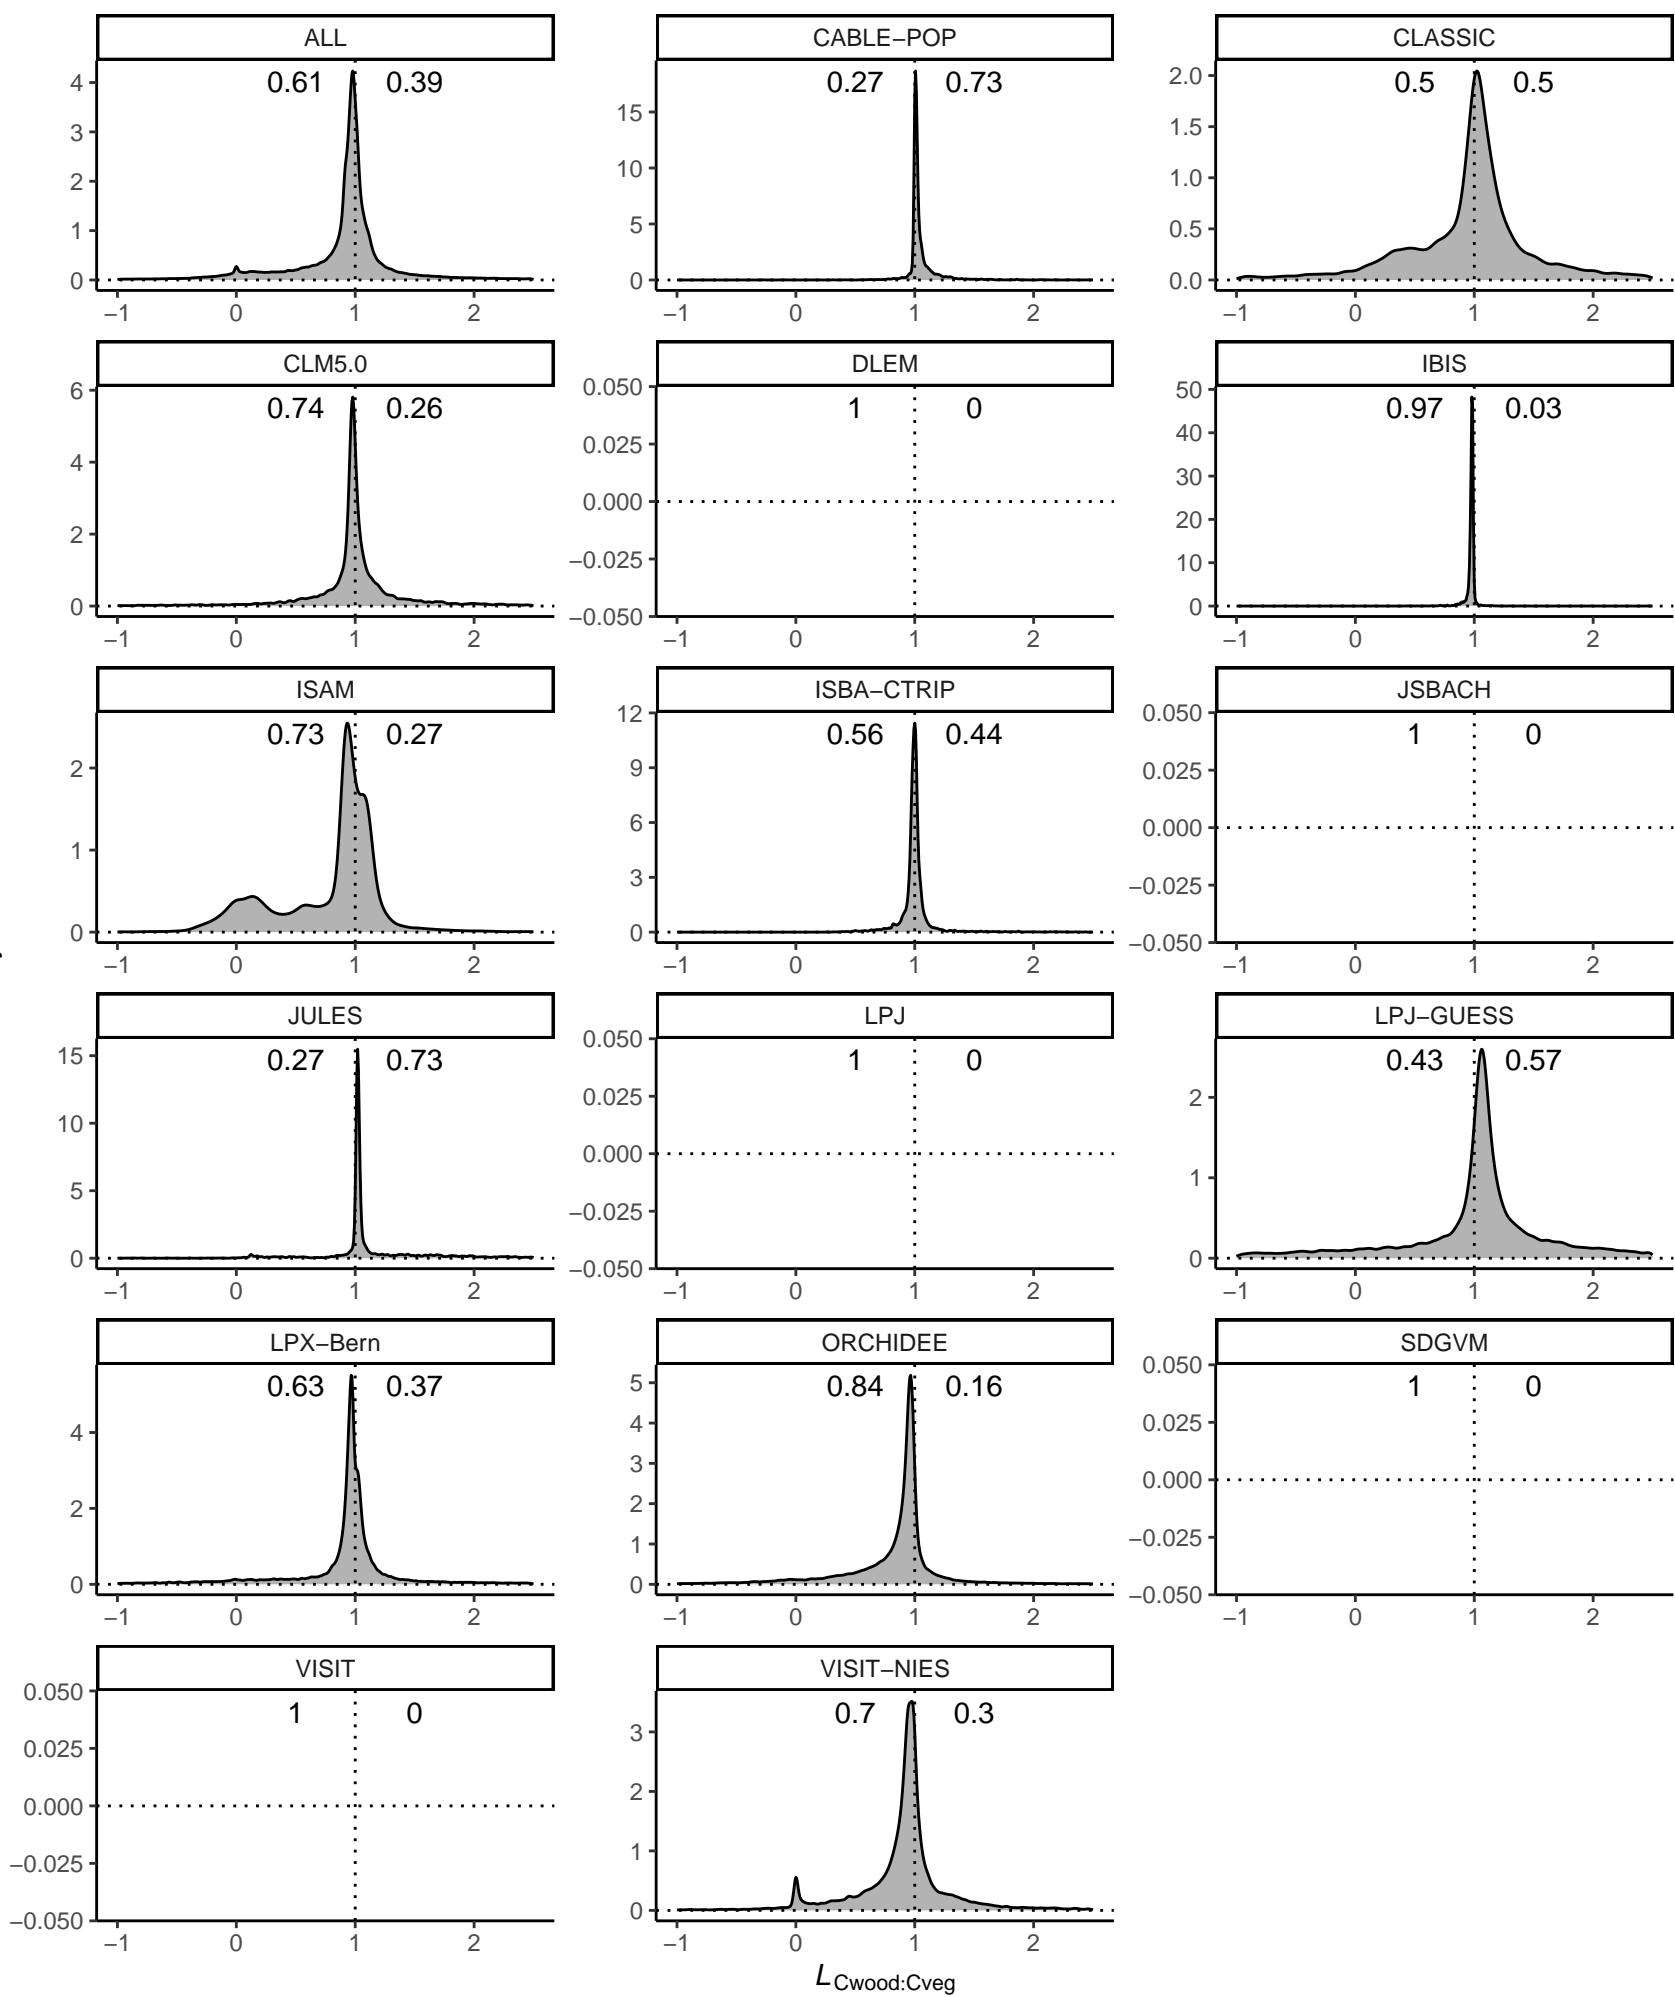 ALL
CABLE−POP
CLASSIC
0.61 0.39
0.27 0.73
0.5 0.5
4
3
2
1
0
15
10
5
0
2.0
1.5
1.0
0.5
0.0
−1 0 1 2
−1 0 1 2
−1 0 1 2
CLM5.0
DLEM
IBIS
0.74 0.26
1 0
0.97 0.03
6
4
2
0
0.050
0.025
0.000
−0.025
−0.050
50
40
30
20
10
0
−1 0 1 2
−1 0 1 2
−1 0 1 2
ISAM
ISBA−CTRIP
JSBACH
0.73 0.27
0.56 0.44
1 0
2
1
0
12
9
6
3
0
0.050
0.025
0.000
−0.025
−0.050
−1 0 1 2
−1 0 1 2
−1 0 1 2
JULES
LPJ
LPJ−GUESS
0.27 0.73
1 0
0.43 0.57
15
10
5
0
0.050
0.025
0.000
−0.025
−0.050
2
1
0
−1 0 1 2
−1 0 1 2
−1 0 1 2
LPX−Bern
ORCHIDEE
SDGVM
0.63 0.37
0.84 0.16
1 0
4
2
0
5
4
3
2
1
0
0.050
0.025
0.000
−0.025
−0.050
−1 0 1 2
−1 0 1 2
−1 0 1 2
VISIT
VISIT−NIES
1 0
0.7 0.3
0.050
0.025
0.000
−0.025
−0.050
3
2
1
0
−1 0 1 2
−1 0 1 2
L Cwood:Cveg